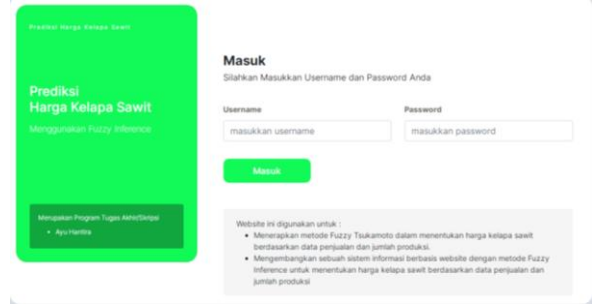 Prediksi Harga Kelapa Sawit
Prediksi
Harga Kelapa Sawit
Menggunakan Fuzzy Inference
Merupakan Program Tugas Akhir/Skripsi
• Ayu Hantira
Masuk
Silahkan Masukkan Username dan Password Anda
Username
Password
masukkan username
masukkan password
Masuk
Website ini digunakan untuk :
• Menerapkan metode Fuzzy Tsukamoto dalam menentukan harga kelapa sawit
berdasarkan data penjualan dan jumlah produksi.
• Mengembangkan sebuah sistem informasi berbasis website dengan metode Fuzzy
Inference untuk menentukan harga kelapa sawit berdasarkan data penjualan dan
jumlah produksi